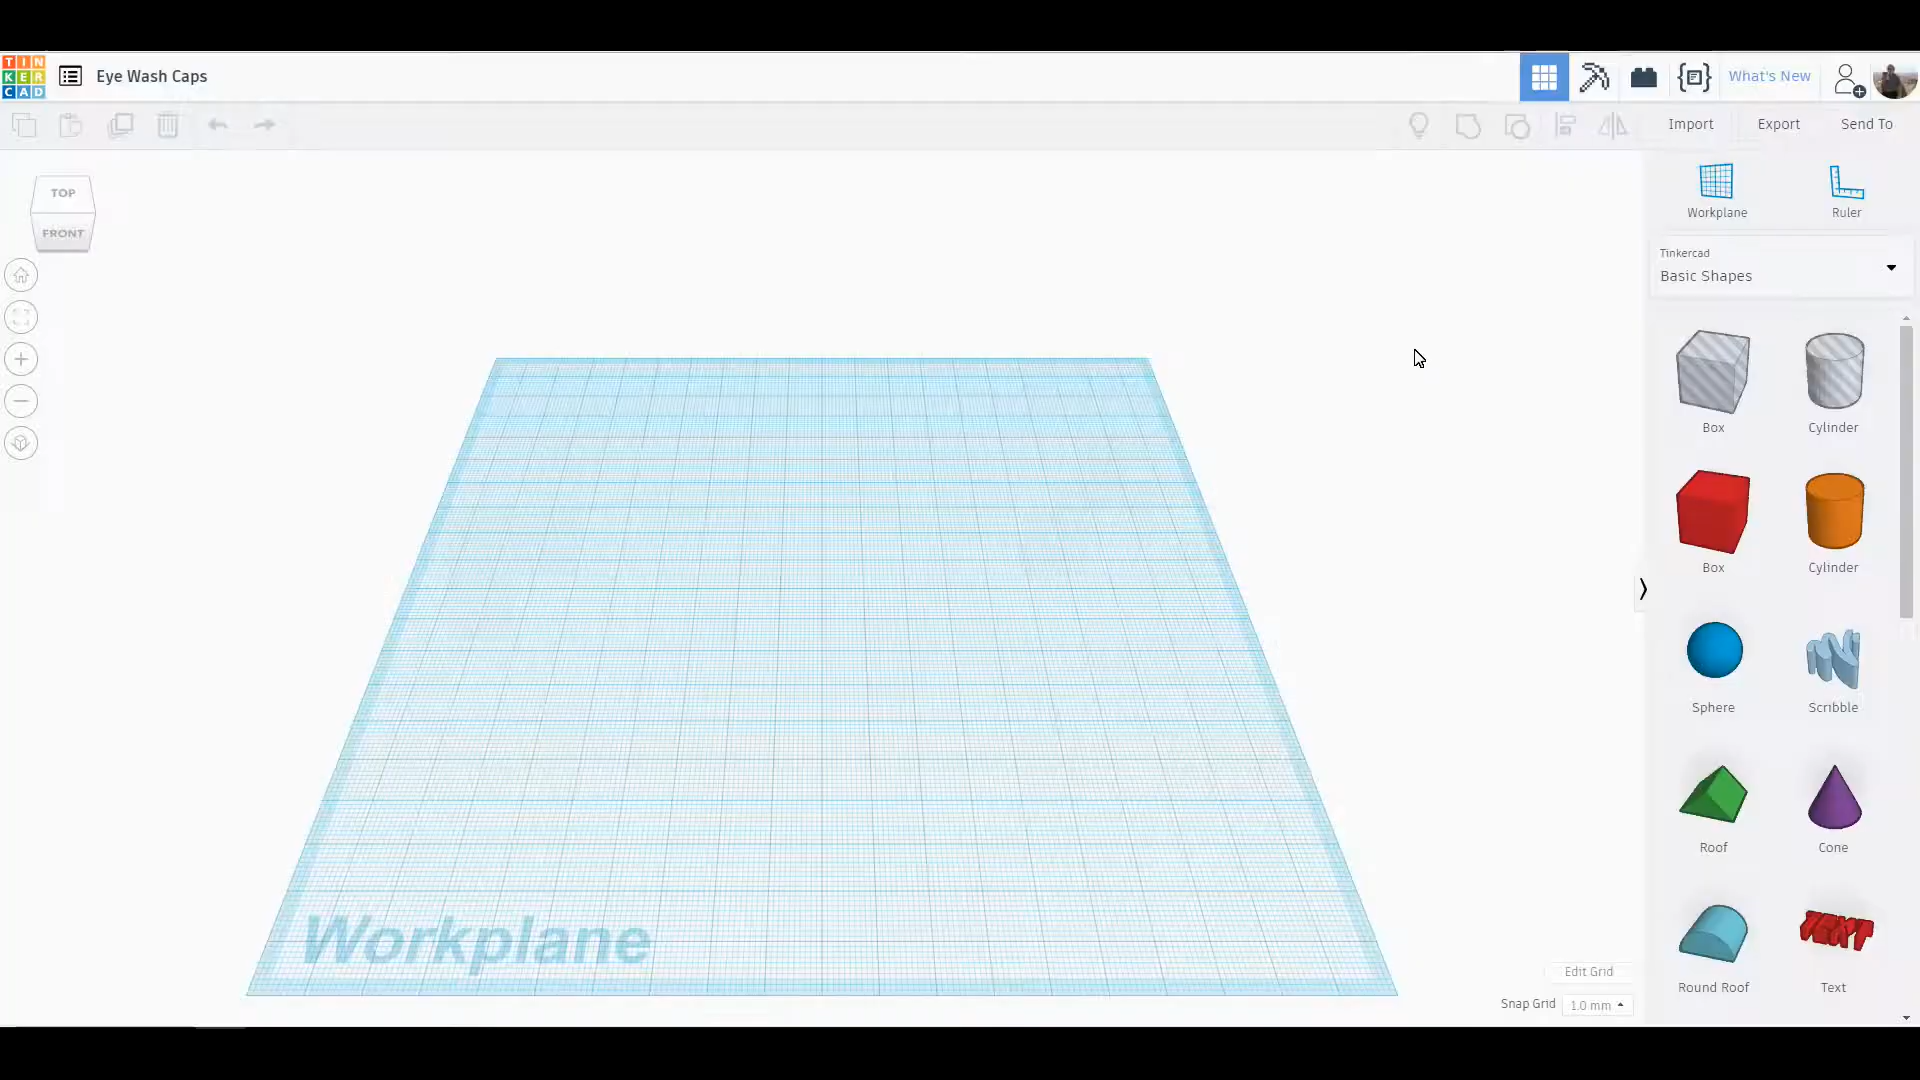 TIN
KER
CAD
Eye Wash Caps
What's New
Import
Export
Send To
TOP
FRONT
Workplane
Ruler
Tinkercad
Basic Shapes
Box
Cylinder
Box
Cylinder
Sphere
Scribble
Roof
Cone
TEXT
Round Roof
Text
Workplane
Edit Grid
Snap Grid
1.0 mm